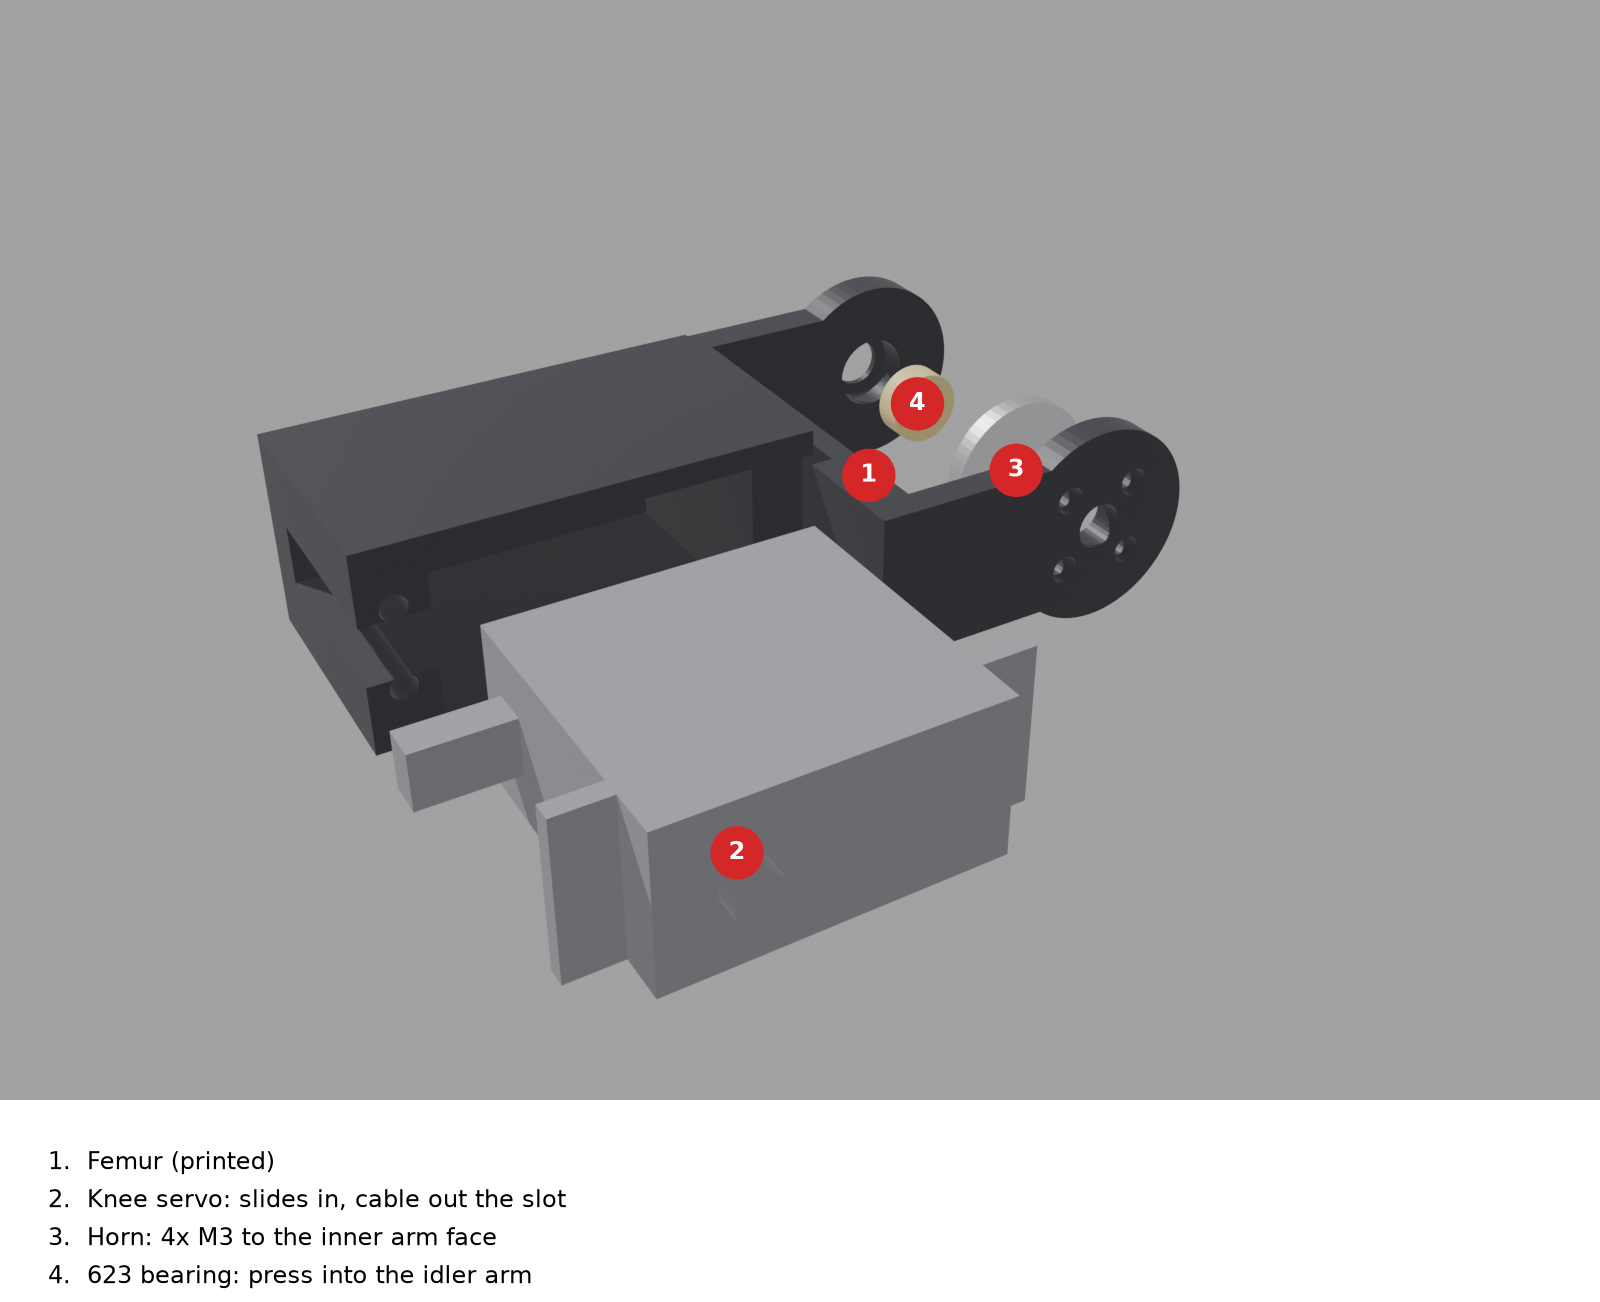 4
1
3
2
1. Femur (printed)
2. Knee servo: slides in, cable out the slot
3. Horn: 4x M3 to the inner arm face
4. 623 bearing: press into the idler arm